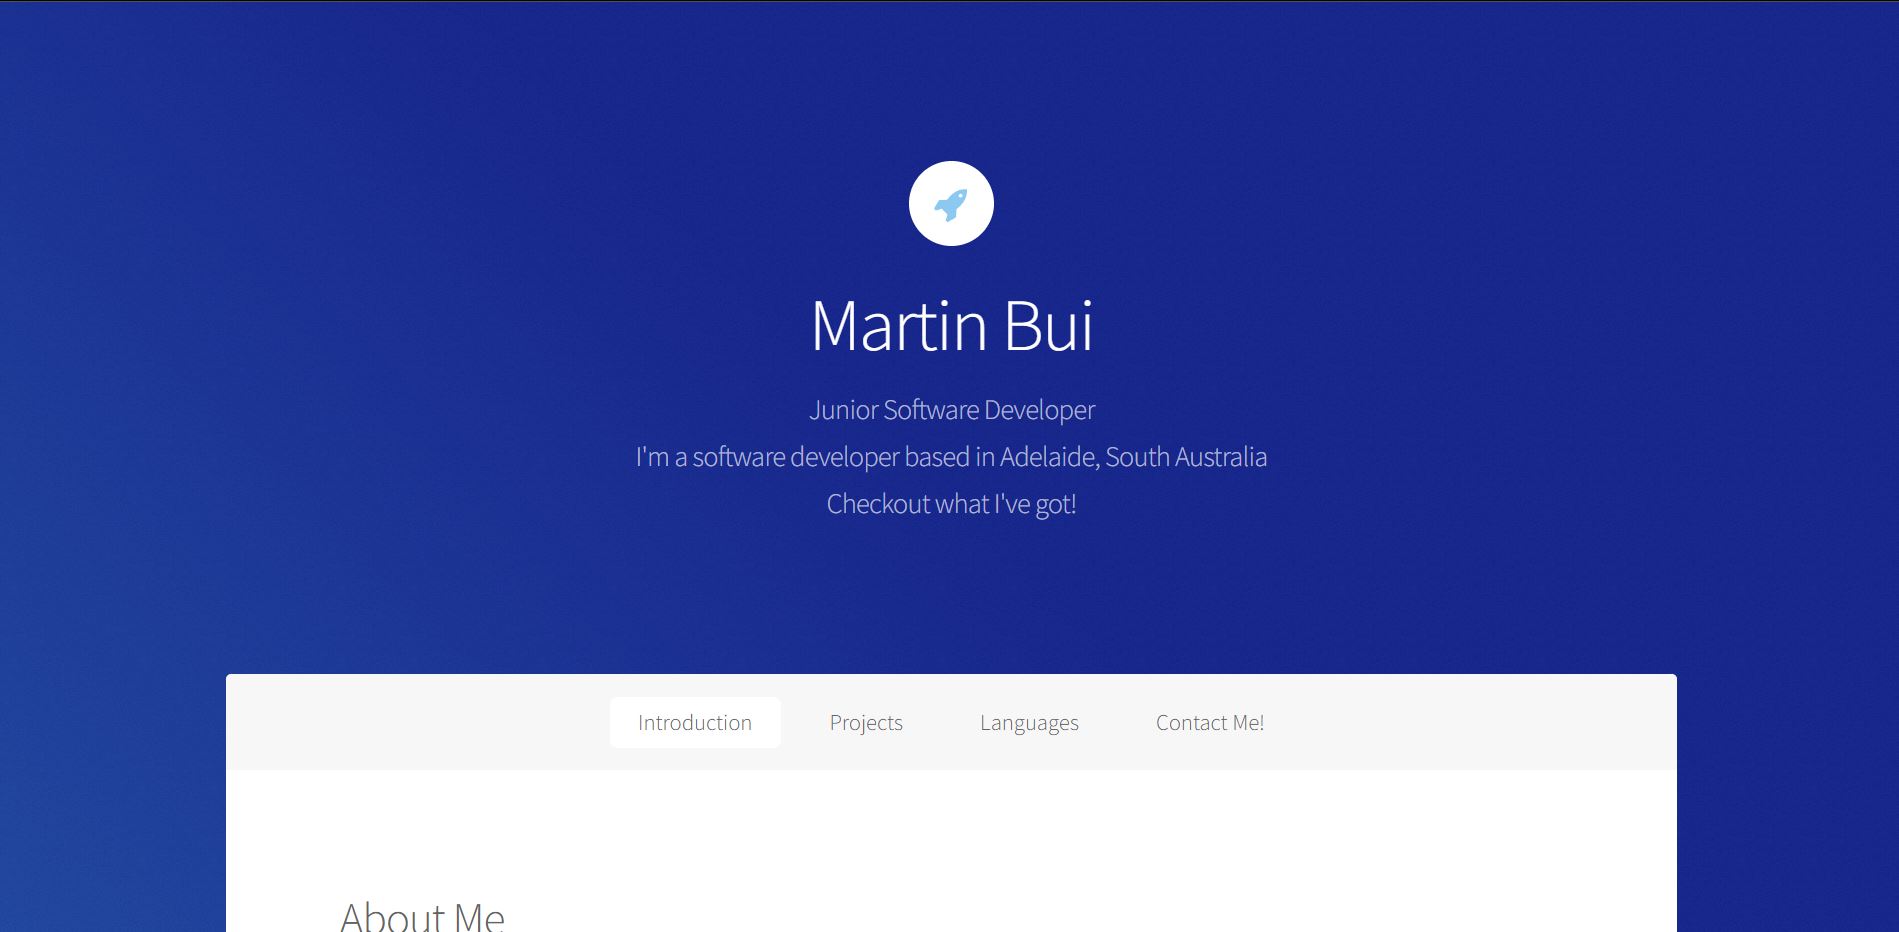 Martin Bui
Junior Software Developer
I'm a software developer based in Adelaide, South Australia
Checkout what I've got!
Introduction
Projects
Languages
Contact Me!
About Me